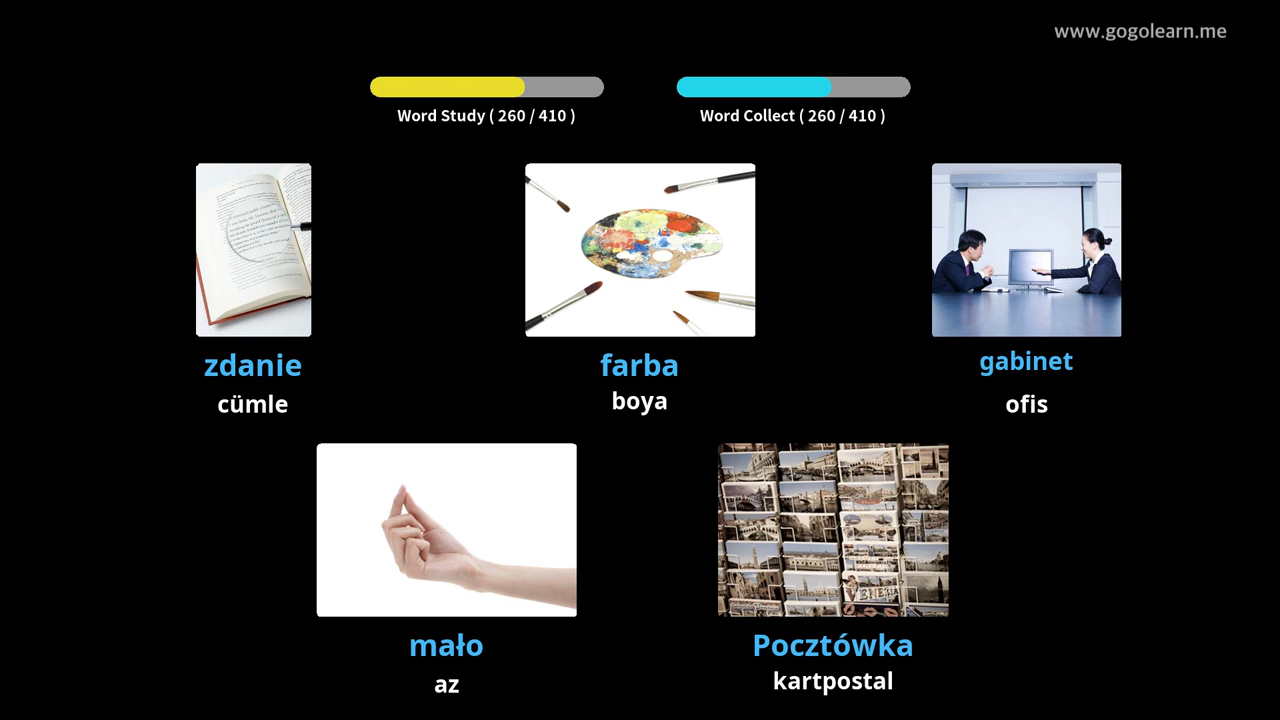 www.gogolearn.me
Word Study ( 260 / 410 )
Word Collect ( 260 / 410 )
zdanie
cümle
farba
boya
gabinet
ofis
mało
az
Pocztówka
kartpostal